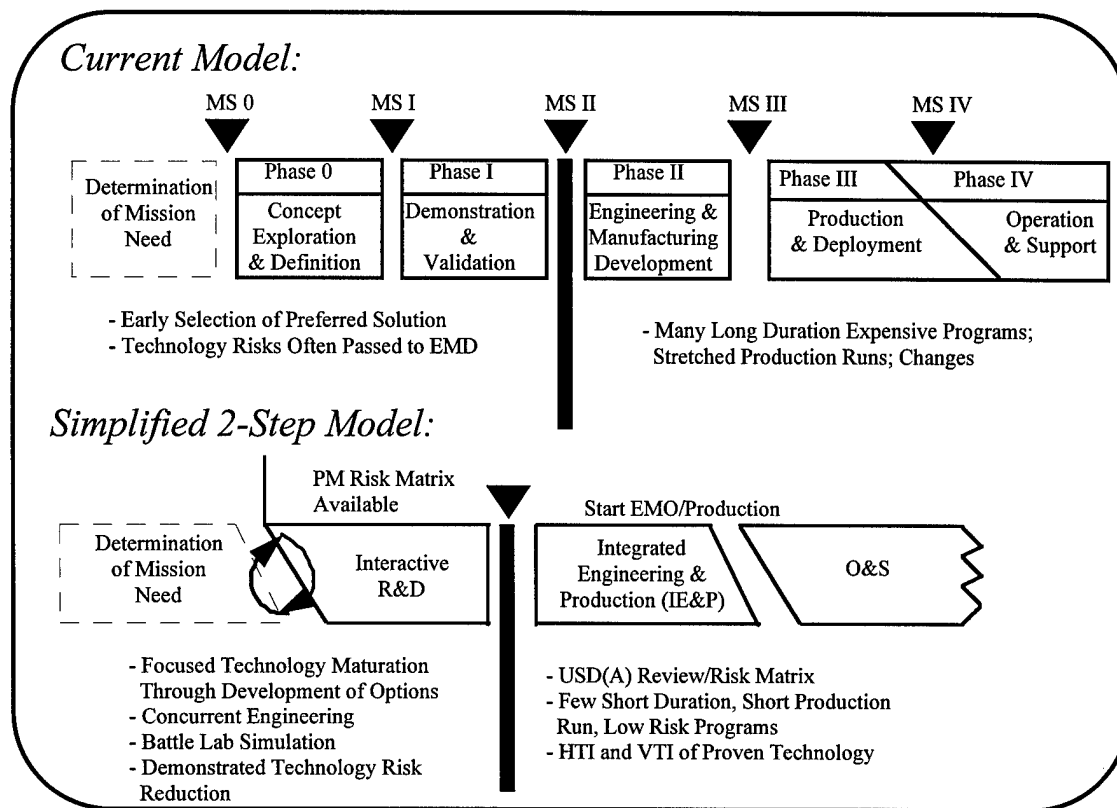 Current Model:
MS 0
MS I
MS II
MS III
MS IV
Determination
of Mission
Need
Phase 0
Concept
Exploration
& Definition
Phase I
Demonstration
&
Validation
Phase II
Engineering &
Manufacturing
Development
Phase III
Production
& Deployment
Phase IV
Operation
& Support
- Early Selection of Preferred Solution
- Technology Risks Often Passed to EMD
- Many Long Duration Expensive Programs;
Stretched Production Runs; Changes
Simplified 2-Step Model:
PM Risk Matrix
Available
Start EMO/Production
Determination
of Mission
Need
Interactive
R&D
Integrated
Engineering &
Production (IE&P)
O&S
- Focused Technology Maturation
Through Development of Options
- Concurrent Engineering
- Battle Lab Simulation
- Demonstrated Technology Risk
Reduction
- USD(A) Review/Risk Matrix
- Few Short Duration, Short Production
Run, Low Risk Programs
- HTI and VTI of Proven Technology